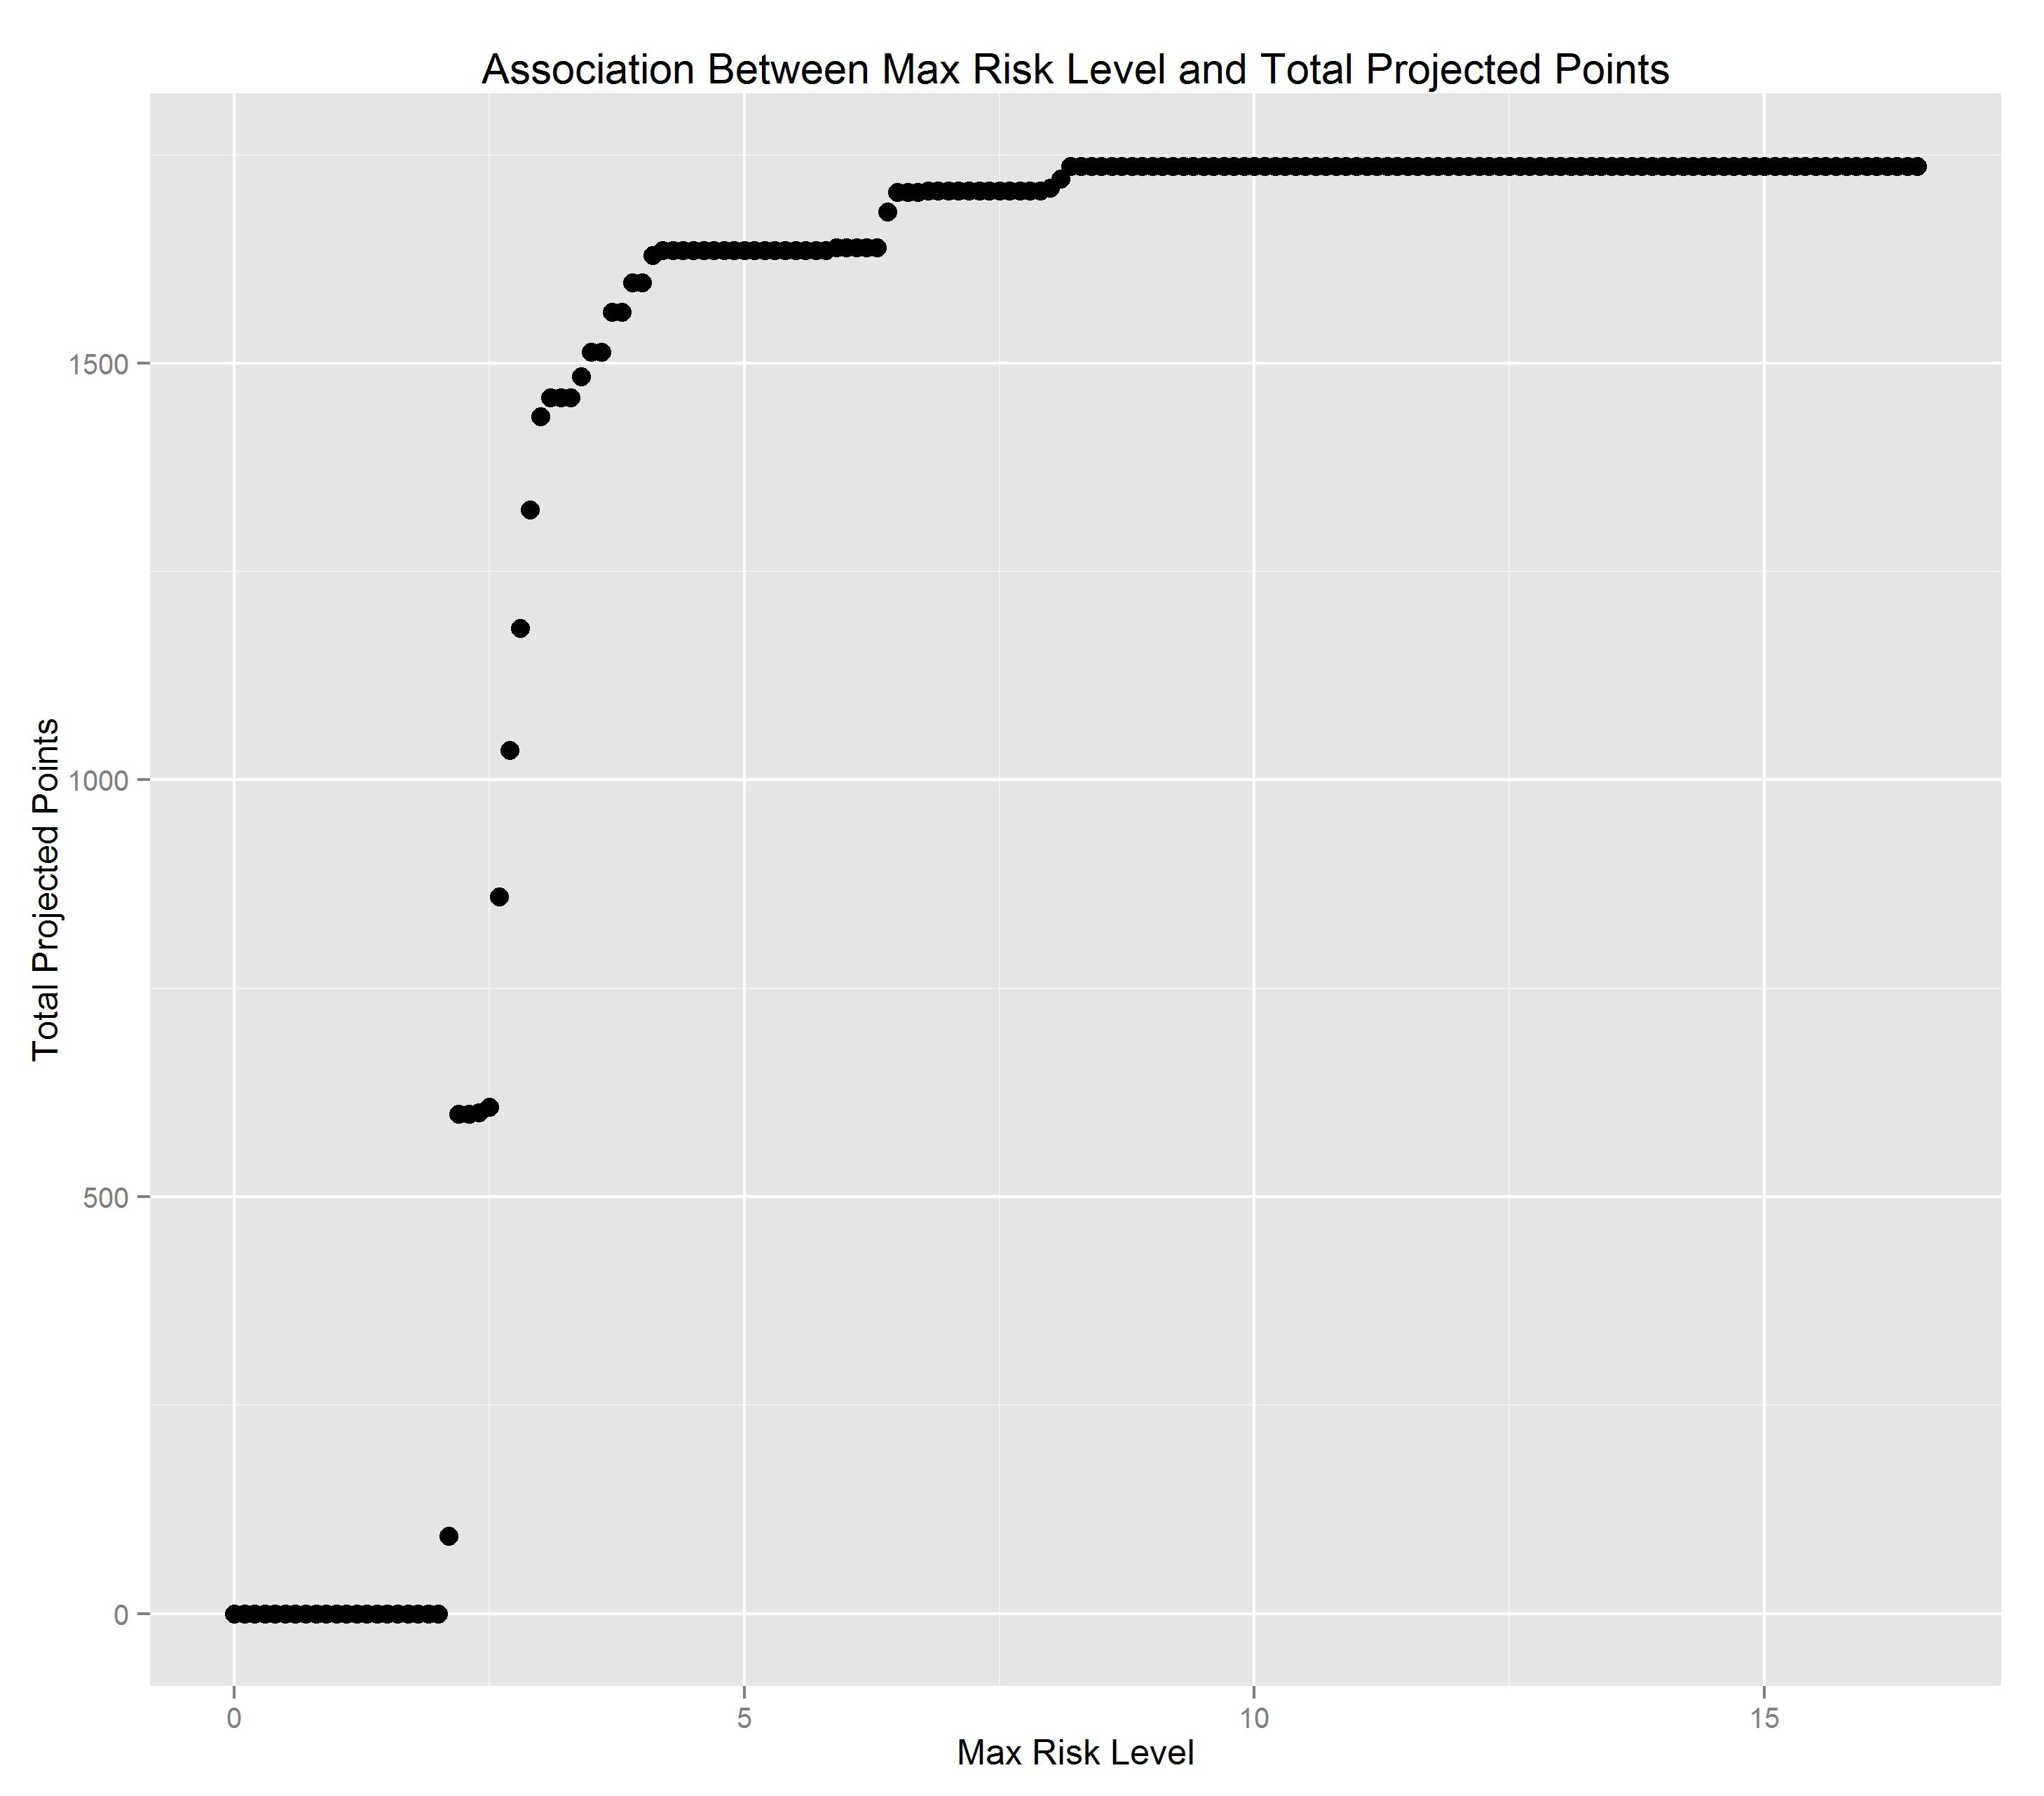 Association Between Max Risk Level and Total Projected Points
Total Projected Points
1500
1000
500
0
0 5 10 15
Max Risk Level